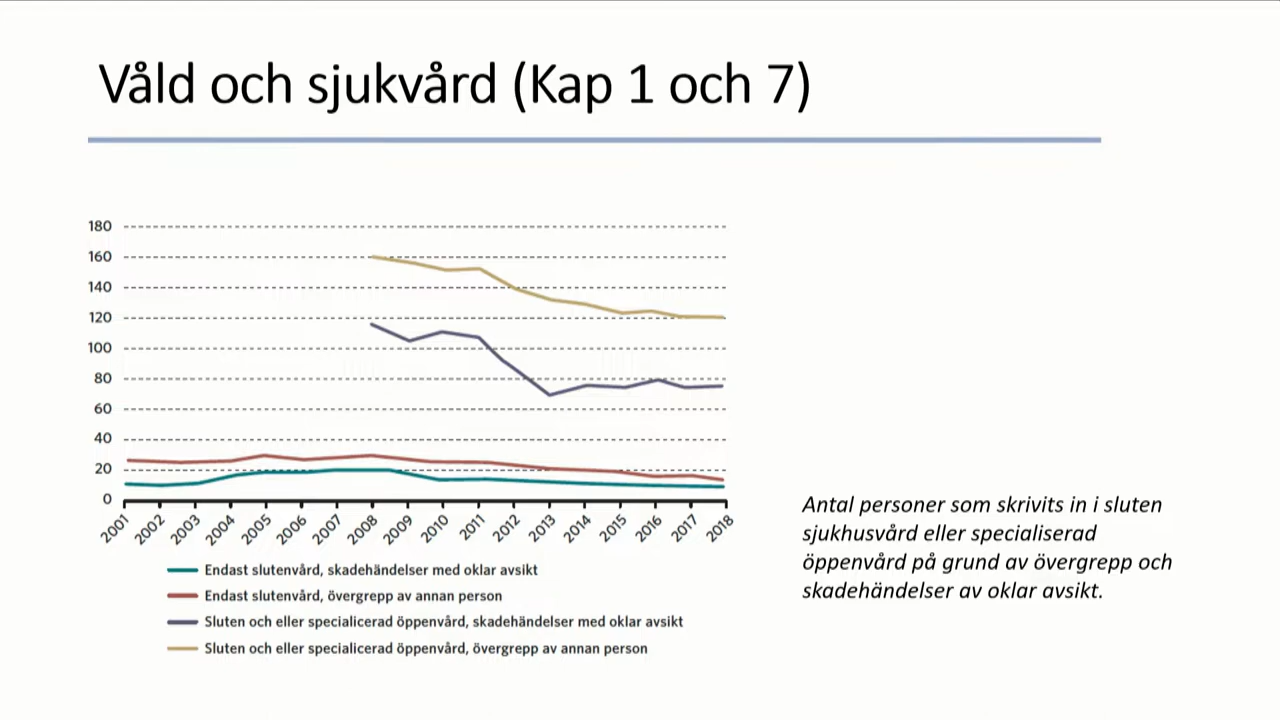 Våld och sjukvård (Kap 1 och 7)
180
160
140
120
100
80
60
40
20
0
2001 2002 2003 2004 2005 2006 2007 2008 2009 2010 2011 2012 2013 2014 2015 2016 2017 2018
Endast slutenvård, skadehändelser med oklar avsikt
Endast slutenvård, övergrepp av annan person
Sluten och eller specialicerad öppenvård, skadehändelser med oklar avsikt
Sluten och eller specialicerad öppenvård, övergrepp av annan person
Antal personer som skrivits in i sluten
sjukhusvård eller specialiserad
öppenvård på grund av övergrepp och
skadehändelser av oklar avsikt.